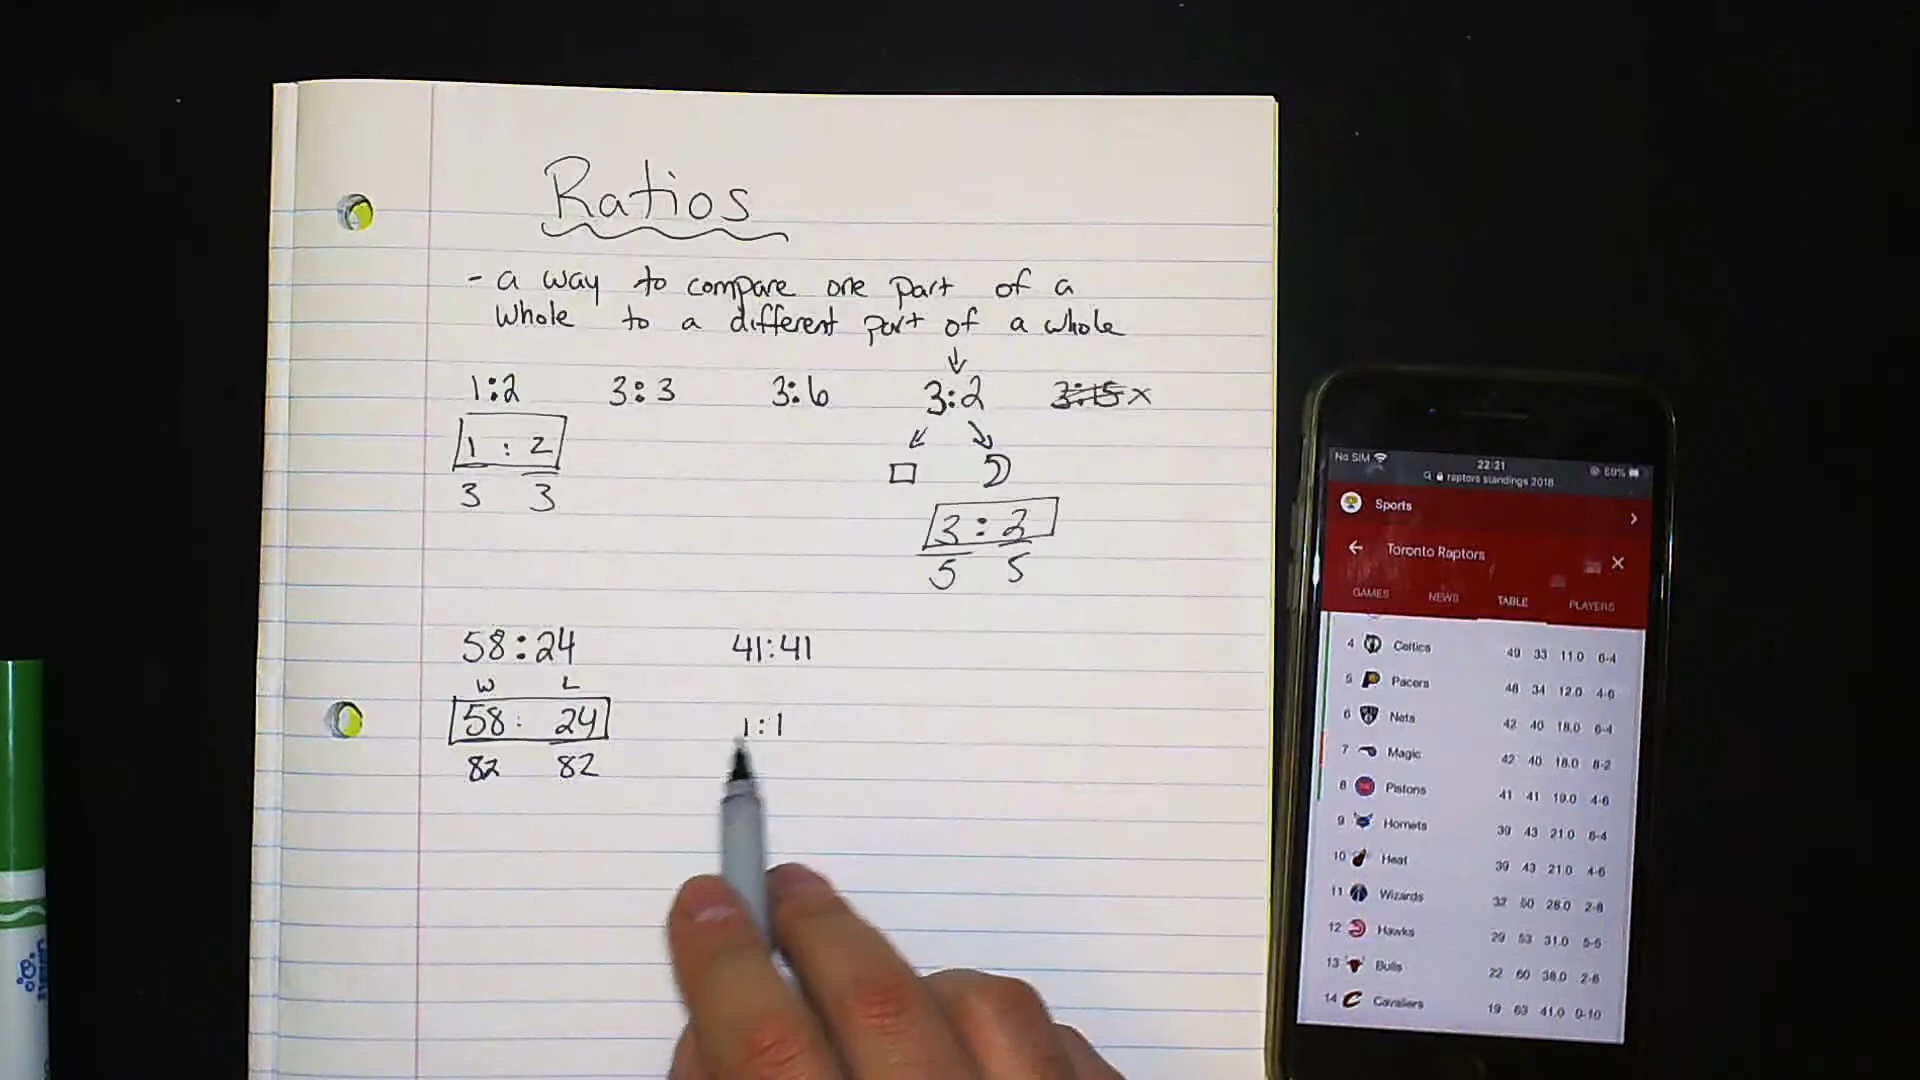 Ratios
- a way to compare one part of a
whole to a different part of a whole
1:2 3:3 3:6 3:2 3:15 x
1 : 2
3 3
3 : 2
5 5
58:24 41:41
W L
58: 24 1:1
82 82
No SIM 22:21 69%
raptors standings 2018
Sports
Toronto Raptors
GAMES NEWS TABLE PLAYERS
4 Celtics 49 33 11.0 6-4
5 Pacers 48 34 12.0 4-6
6 Nets 42 40 18.0 6-4
7 Magic 42 40 18.0 8-2
8 Pistons 41 41 19.0 4-6
9 Hornets 39 43 21.0 6-4
10 Heat 39 43 21.0 4-6
11 Wizards 32 50 28.0 2-8
12 Hawks 29 53 31.0 5-5
13 Bulls 22 60 38.0 2-8
14 Cavaliers 19 63 41.0 0-10